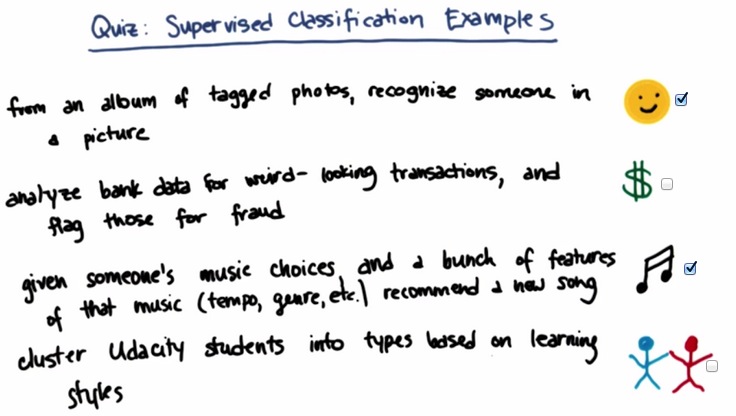 Quiz: Supervised Classification Examples
from an album of tagged photos, recognize someone in
a picture
analyze bank data for weird-looking transactions, and
flag those for fraud
given someone's music choices, and a bunch of features
of that music (tempo, genre, etc.) recommend a new song
cluster Udacity students into types based on learning
styles